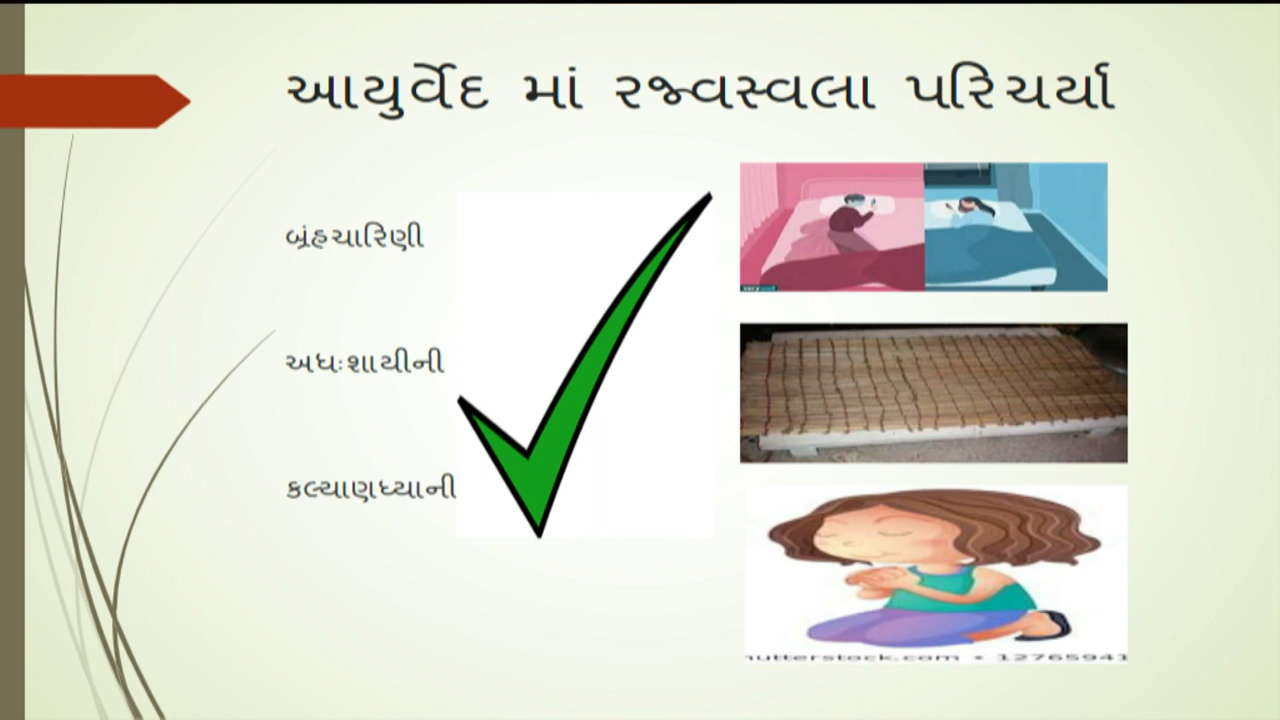 આયુર્વેદ માં રજ્વસ્વલા પરિચર્યા
બ્રંહચારિણી
અધઃશાયીની
કલ્યાણધ્યાની
utterstock.com • 12765941